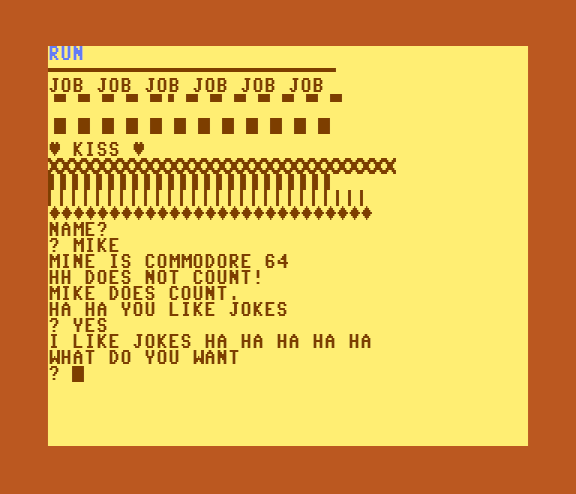 RUN
JOB JOB JOB JOB JOB JOB
♥ KISS ♥
NAME?
? MIKE
MINE IS COMMODORE 64
HH DOES NOT COUNT!
MIKE DOES COUNT.
HA HA YOU LIKE JOKES
? YES
I LIKE JOKES HA HA HA HA HA
WHAT DO YOU WANT
?